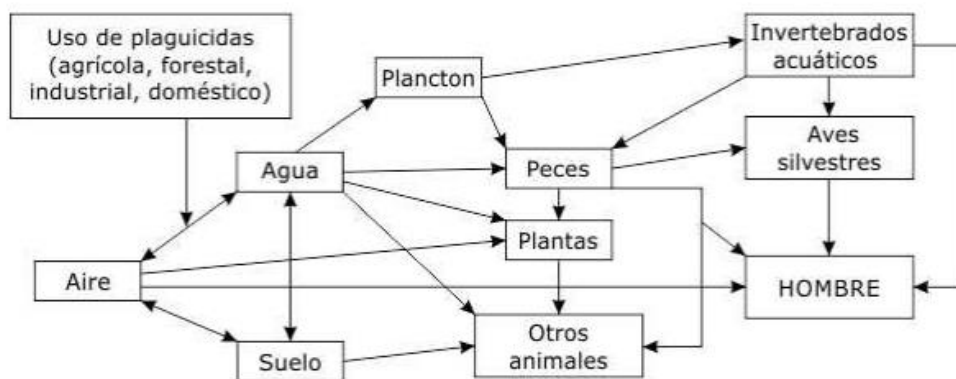 Uso de plaguicidas
(agrícola, forestal,
industrial, doméstico)
Invertebrados
acuáticos
Plancton
Aves
silvestres
Agua
Peces
Plantas
Aire
HOMBRE
Otros
animales
Suelo